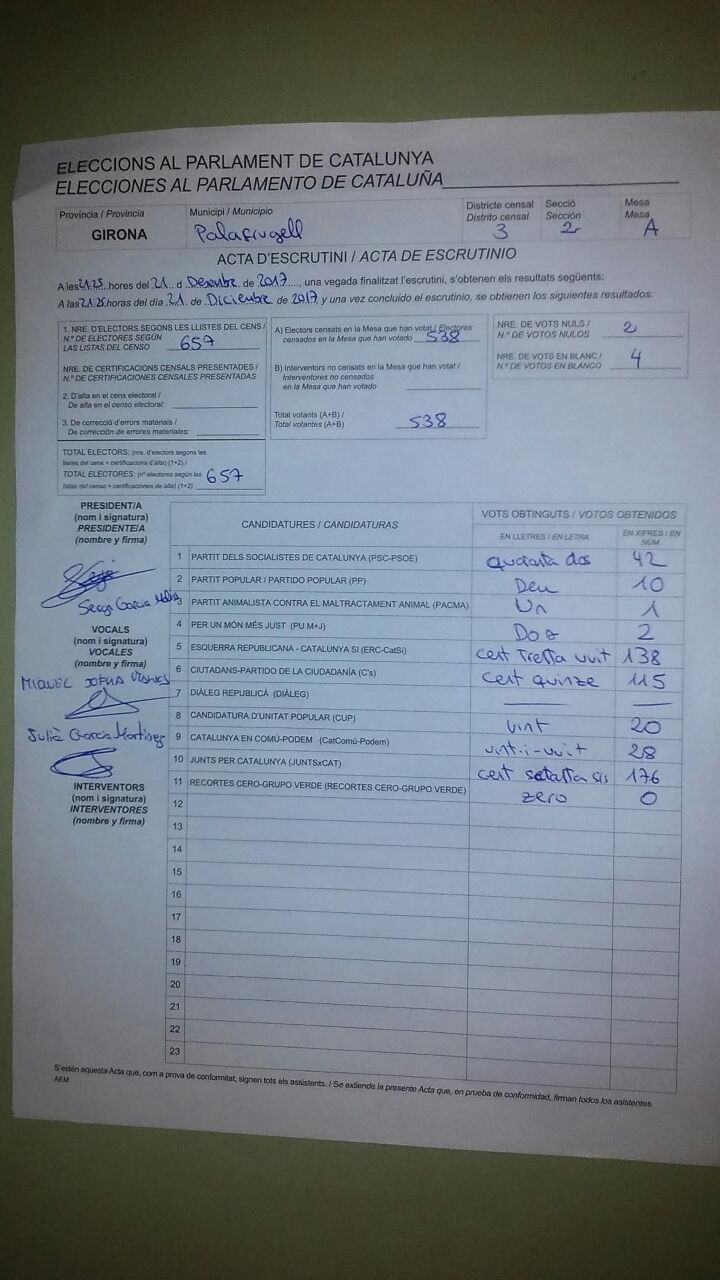 ELECCIONS AL PARLAMENT DE CATALUNYA
ELECCIONES AL PARLAMENTO DE CATALUÑA
Província / Provincia
GIRONA
Municipi / Municipio
Palafrugell
Districte censal
Distrito censal
3
Secció
Sección
2
Mesa
Mesa
A
ACTA D'ESCRUTINI / ACTA DE ESCRUTINIO
A les 21.25 hores del 21 d Desembre de 2017, una vegada finalitzat l'escrutini, s'obtenen els resultats següents:
A las 21:25 horas del día 21 de Diciembre de 2017 y una vez concluido el escrutinio, se obtienen los siguientes resultados:
1. NRE. D'ELECTORS SEGONS LES LLISTES DEL CENS /
N.º DE ELECTORES SEGÚN
LAS LISTAS DEL CENSO 657
NRE. DE CERTIFICACIONS CENSALS PRESENTADES /
N.º DE CERTIFICACIONES CENSALES PRESENTADAS
2. D'alta en el cens electoral /
De alta en el censo electoral:
3. De correcció d'errors materials /
De corrección de errores materiales:
TOTAL ELECTORS: (nre. d'electors segons les
llistes del cens + certificacions d'alta) (1+2) /
TOTAL ELECTORES: (nº electores según las 657
listas del censo + certificaciones de alta) (1+2)
A) Electors censats en la Mesa que han votat / Electores
censados en la Mesa que han votado 538
B) Interventors no censats en la Mesa que han votat /
Interventores no censados
en la Mesa que han votado
Total votants (A+B) /
Total votantes (A+B) 538
NRE. DE VOTS NULS /
N.º DE VOTOS NULOS 2
NRE. DE VOTS EN BLANC /
N.º DE VOTOS EN BLANCO 4
PRESIDENT/A
(nom i signatura)
PRESIDENTE/A
(nombre y firma)
Sergi Garcia
VOCALS
(nom i signatura)
VOCALES
(nombre y firma)
MIQUEL
Julià Garcia Martinez
INTERVENTORS
(nom i signatura)
INTERVENTORES
(nombre y firma)
CANDIDATURES / CANDIDATURAS
VOTS OBTINGUTS / VOTOS OBTENIDOS
EN LLETRES / EN LETRA
EN XIFRES / EN NÚM.
1 PARTIT DELS SOCIALISTES DE CATALUNYA (PSC-PSOE) quaranta dos 42
2 PARTIT POPULAR / PARTIDO POPULAR (PP) Deu 10
3 PARTIT ANIMALISTA CONTRA EL MALTRACTAMENT ANIMAL (PACMA) Un 1
4 PER UN MÓN MÉS JUST (PU M+J) Dos 2
5 ESQUERRA REPUBLICANA - CATALUNYA SI (ERC-CatSí) cent trenta vuit 138
6 CIUTADANS-PARTIDO DE LA CIUDADANÍA (C's) cent quinze 115
7 DIÀLEG REPUBLICÀ (DIÀLEG) — —
8 CANDIDATURA D'UNITAT POPULAR (CUP) vint 20
9 CATALUNYA EN COMÚ-PODEM (CatComú-Podem) vint-i-vuit 28
10 JUNTS PER CATALUNYA (JUNTSxCAT) cent setanta sis 176
11 RECORTES CERO-GRUPO VERDE (RECORTES CERO-GRUPO VERDE) zero 0
12
13
14
15
16
17
18
19
20
21
22
23
S'estén aquesta Acta que, com a prova de conformitat, signen tots els assistents. / Se extiende la presente Acta que, en prueba de conformidad, firman todos los asistentes.
AEM